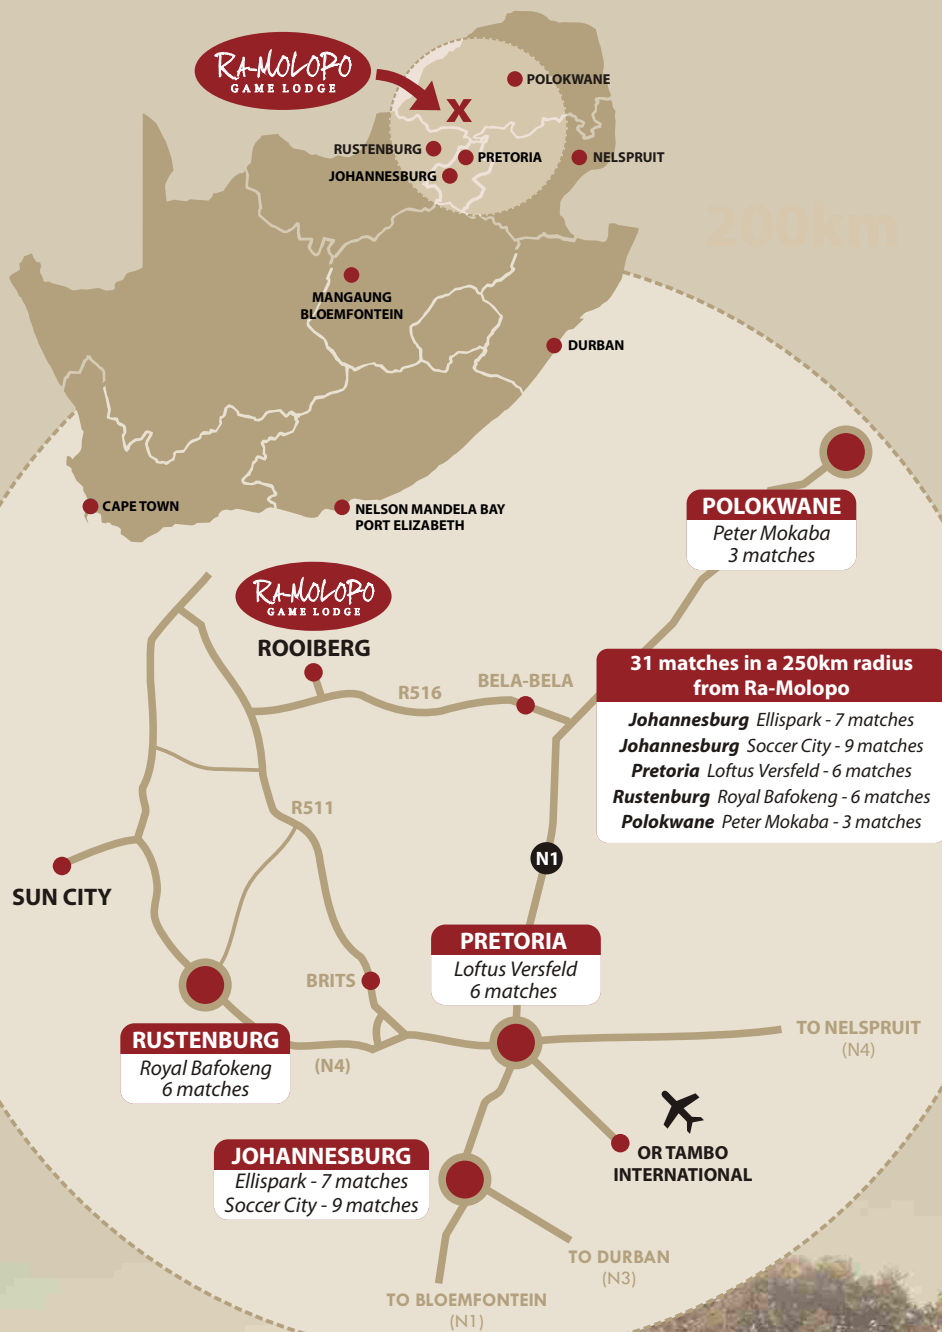 RA-MOLOPO
GAME LODGE
X
POLOKWANE
RUSTENBURG
PRETORIA
NELSPRUIT
JOHANNESBURG
200km
MANGAUNG
BLOEMFONTEIN
DURBAN
CAPE TOWN
NELSON MANDELA BAY
PORT ELIZABETH
POLOKWANE
Peter Mokaba
3 matches
RA-MOLOPO
GAME LODGE
ROOIBERG
R516
BELA-BELA
31 matches in a 250km radius
from Ra-Molopo
Johannesburg Ellispark - 7 matches
Johannesburg Soccer City - 9 matches
Pretoria Loftus Versfeld - 6 matches
Rustenburg Royal Bafokeng - 6 matches
Polokwane Peter Mokaba - 3 matches
R511
N1
SUN CITY
PRETORIA
Loftus Versfeld
6 matches
BRITS
RUSTENBURG
Royal Bafokeng
6 matches
(N4)
TO NELSPRUIT
(N4)
OR TAMBO
INTERNATIONAL
JOHANNESBURG
Ellispark - 7 matches
Soccer City - 9 matches
TO DURBAN
(N3)
TO BLOEMFONTEIN
(N1)